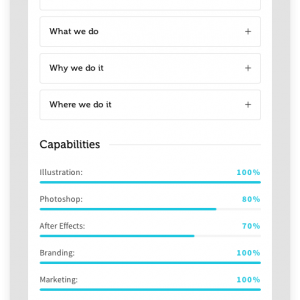 What we do +
Why we do it +
Where we do it +
Capabilities
Illustration: 100%
Photoshop: 80%
After Effects: 70%
Branding: 100%
Marketing: 100%